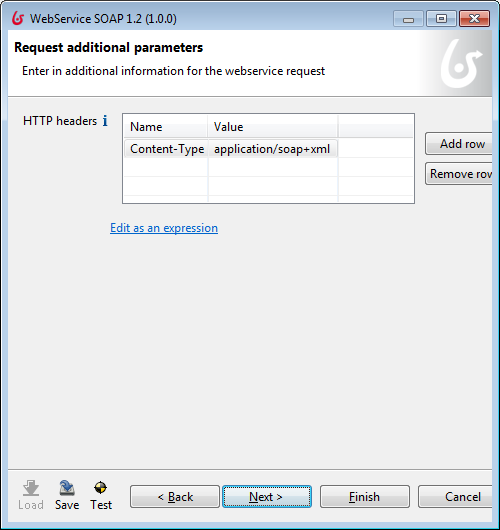 WebService SOAP 1.2 (1.0.0)
Request additional parameters
Enter in additional information for the webservice request
HTTP headers
Name Value
Content-Type application/soap+xml
Add row
Remove row
Edit as an expression
Load Save Test
< Back Next > Finish Cancel